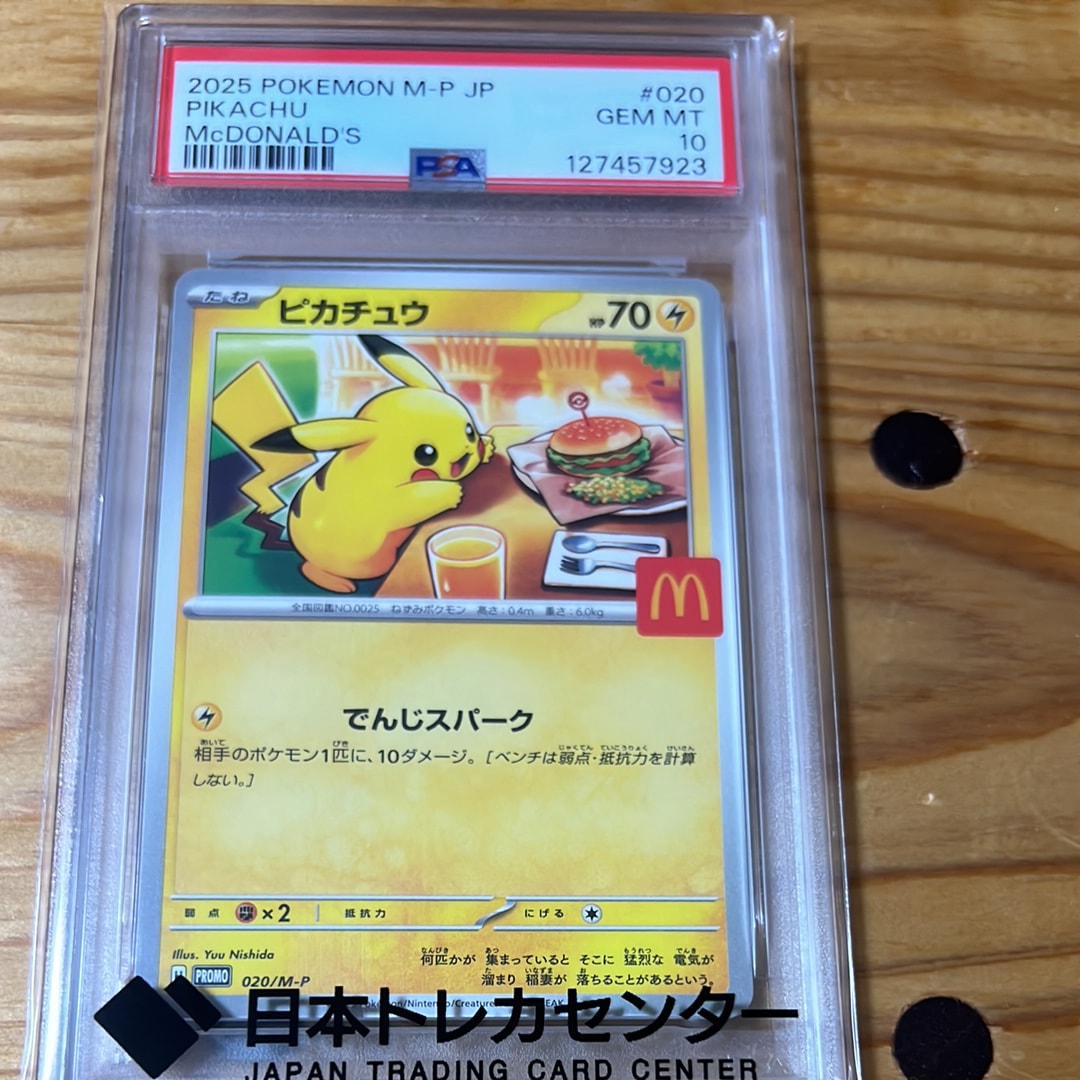 2025 POKEMON M-P JP #020
PIKACHU GEM MT
McDONALD'S 10
PSA 127457923
たね ピカチュウ HP 70
全国図鑑NO.0025 ねずみポケモン 高さ：0.4m 重さ：6.0kg
でんじスパーク
相手のポケモン1匹に、10ダメージ。［ベンチは弱点・抵抗力を計算
しない。］
弱点 ×2 抵抗力 にげる
Illus. Yuu Nishida
何匹かが 集まっていると そこに 猛烈な 電気が
PROMO 020/M-P
溜まり 稲妻が 落ちることがあるという。
日本トレカセンター
JAPAN TRADING CARD CENTER